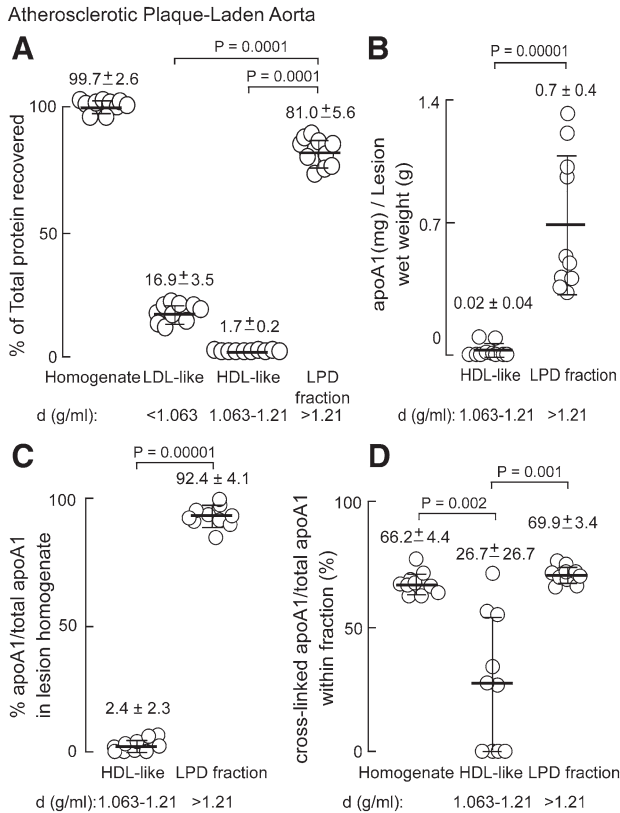 Atherosclerotic Plaque-Laden Aorta
A
P = 0.0001
P = 0.0001
99.7 ± 2.6
81.0 ± 5.6
16.9 ± 3.5
1.7 ± 0.2
% of Total protein recovered
100
50
0
Homogenate LDL-like HDL-like LPD
fraction
d (g/ml): <1.063 1.063-1.21 >1.21
B
P = 0.00001
0.7 ± 0.4
0.02 ± 0.04
apoA1(mg) / Lesion
wet weight (g)
1.4
0.7
0
HDL-like LPD fraction
d (g/ml): 1.063-1.21 >1.21
C
P = 0.00001
92.4 ± 4.1
2.4 ± 2.3
% apoA1/total apoA1
in lesion homogenate
100
50
0
HDL-like LPD fraction
d (g/ml):1.063-1.21 >1.21
D
P = 0.001
P = 0.002
66.2 ± 4.4
26.7 ± 26.7
69.9 ± 3.4
cross-linked apoA1/total apoA1
within fraction (%)
100
50
0
Homogenate HDL-like LPD fraction
d (g/ml): 1.063-1.21 >1.21